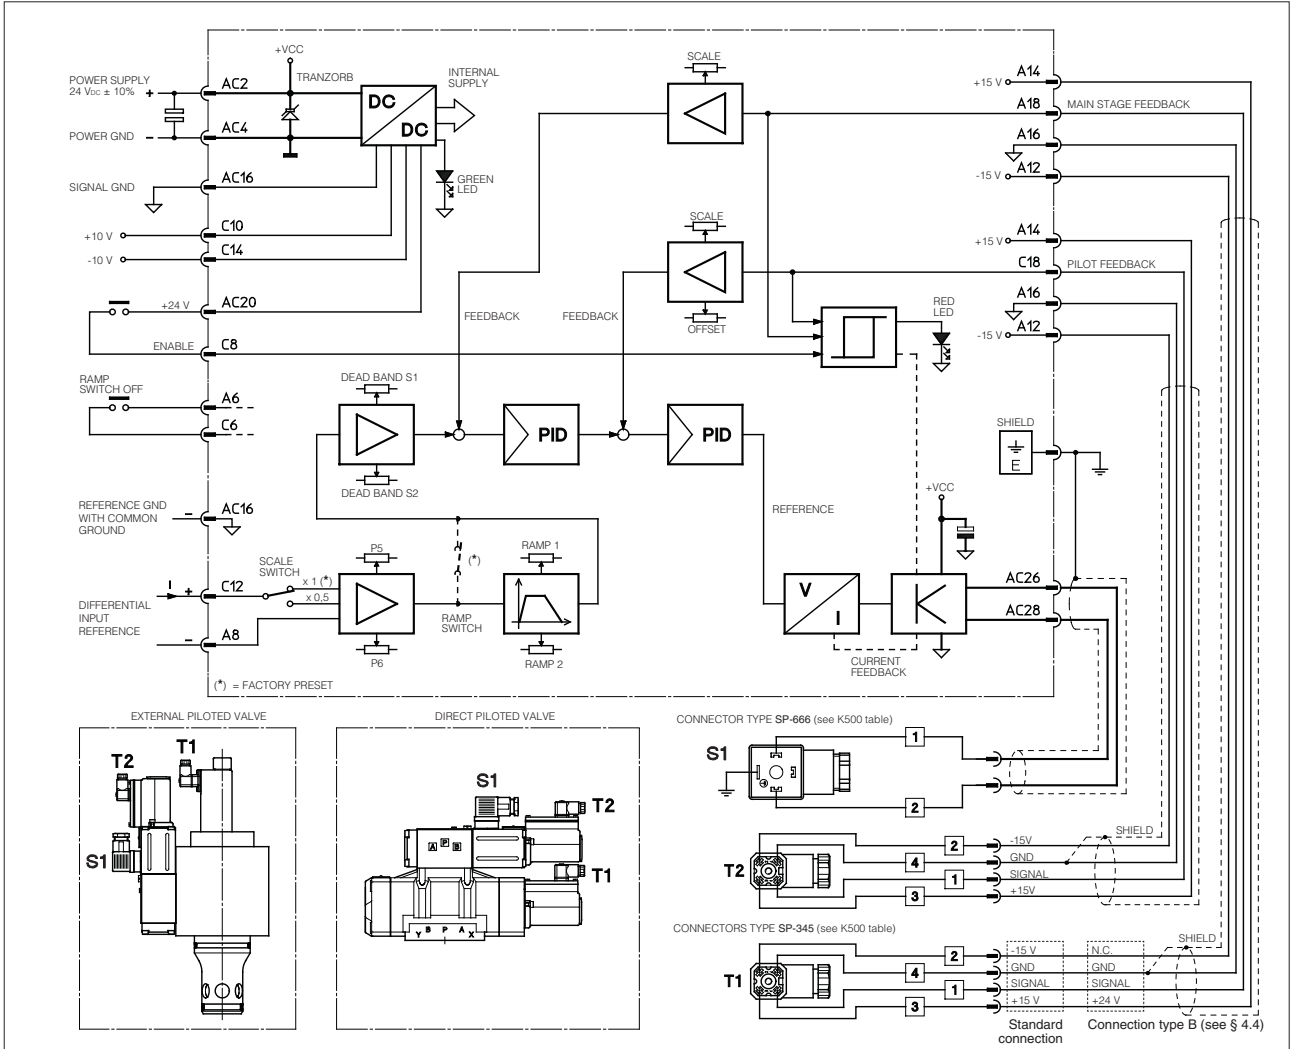 POWER SUPPLY
24 VDC ± 10%
+
AC2
+VCC
TRANZORB
DC
DC
INTERNAL
SUPPLY
POWER GND
−
AC4
GREEN
LED
SIGNAL GND
AC16
+10 V
C10
-10 V
C14
+24 V
AC20
ENABLE
C8
RAMP
SWITCH OFF
A6
C6
REFERENCE GND
WITH COMMON
GROUND
−
AC16
SCALE
SWITCH
I
+
C12
x 1 (*)
x 0,5
DIFFERENTIAL
INPUT
REFERENCE
−
A8
(*) = FACTORY PRESET
SCALE
SCALE
OFFSET
FEEDBACK
FEEDBACK
DEAD BAND S1
DEAD BAND S2
PID
PID
P5
P6
(*)
RAMP
SWITCH
RAMP 1
RAMP 2
REFERENCE
V
I
CURRENT
FEEDBACK
+VCC
RED
LED
+15 V
A14
A18
MAIN STAGE FEEDBACK
A16
-15 V
A12
+15 V
A14
C18
PILOT FEEDBACK
A16
-15 V
A12
SHIELD
E
AC26
AC28
EXTERNAL PILOTED VALVE
T2
T1
S1
DIRECT PILOTED VALVE
S1
T2
T1
A P B
Y B P A X
CONNECTOR TYPE SP-666 (see K500 table)
S1
1
2
T2
2
-15V
4
GND
1
SIGNAL
3
+15V
SHIELD
CONNECTORS TYPE SP-345 (see K500 table)
T1
SHIELD
2
-15 V
N.C.
4
GND
GND
1
SIGNAL
SIGNAL
3
+15 V
+24 V
Standard
connection
Connection type B (see § 4.4)